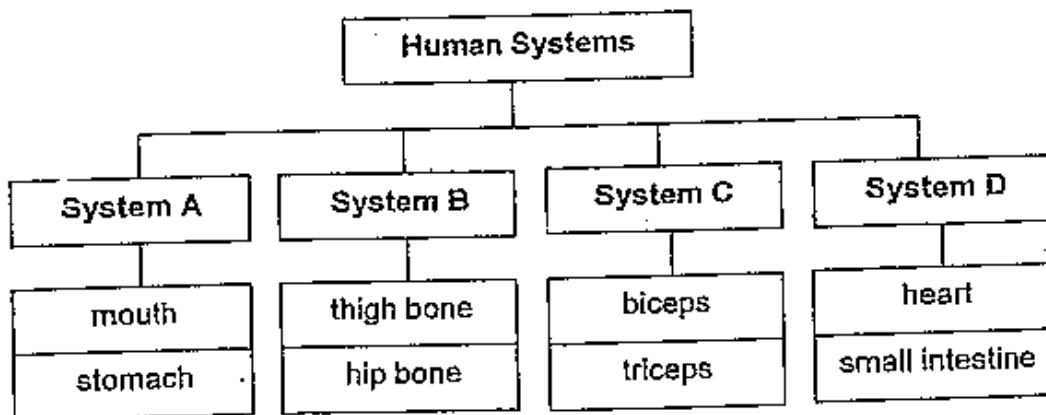 Human Systems
System A
System B
System C
System D
mouth
thigh bone
biceps
heart
stomach
hip bone
triceps
small intestine